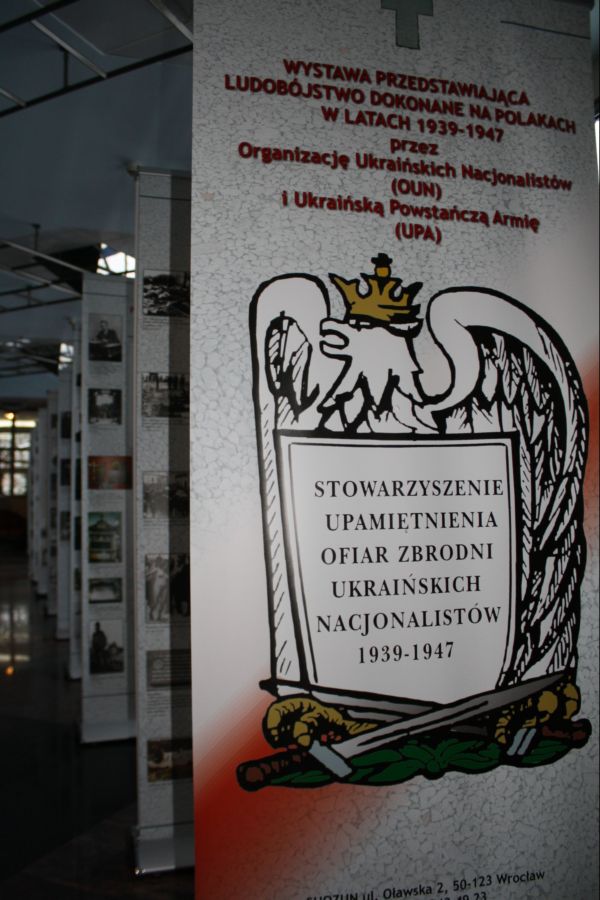 WYSTAWA PRZEDSTAWIAJĄCA
LUDOBÓJSTWO DOKONANE NA POLAKACH
W LATACH 1939-1947
przez
Organizację Ukraińskich Nacjonalistów
(OUN)
i Ukraińską Powstańczą Armię
(UPA)
STOWARZYSZENIE
UPAMIĘTNIENIA
OFIAR ZBRODNI
UKRAIŃSKICH
NACJONALISTÓW
1939-1947
ul. Oławska 2, 50-123 Wrocław